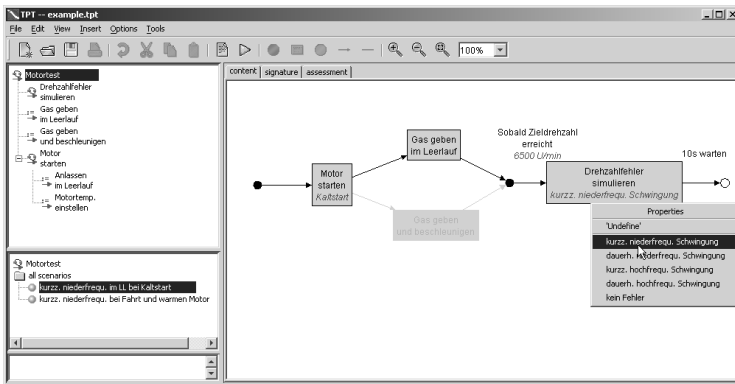 TPT -- example.tpt
File Edit View Insert Options Tools
100%
Motortest
Drehzahlfehler
simulieren
Gas geben
im Leerlauf
Gas geben
und beschleunigen
Motor
starten
Anlassen
im Leerlauf
Motortemp.
einstellen
Motortest
all scenarios
kurzz. niederfrequ. im LL bei Kaltstart
kurzz. niederfrequ. bei Fahrt und warmen Motor
content signature assessment
Motor
starten
Kaltstart
Gas geben
im Leerlauf
Gas geben
und beschleunigen
Sobald Zieldrehzahl
erreicht
6500 U/min
Drehzahlfehler
simulieren
kurzz. niederfrequ. Schwingung
10s warten
Properties
'Undefine'
kurzz. niederfrequ. Schwingung
dauerh. niederfrequ. Schwingung
kurzz. hochfrequ. Schwingung
dauerh. hochfrequ. Schwingung
kein Fehler